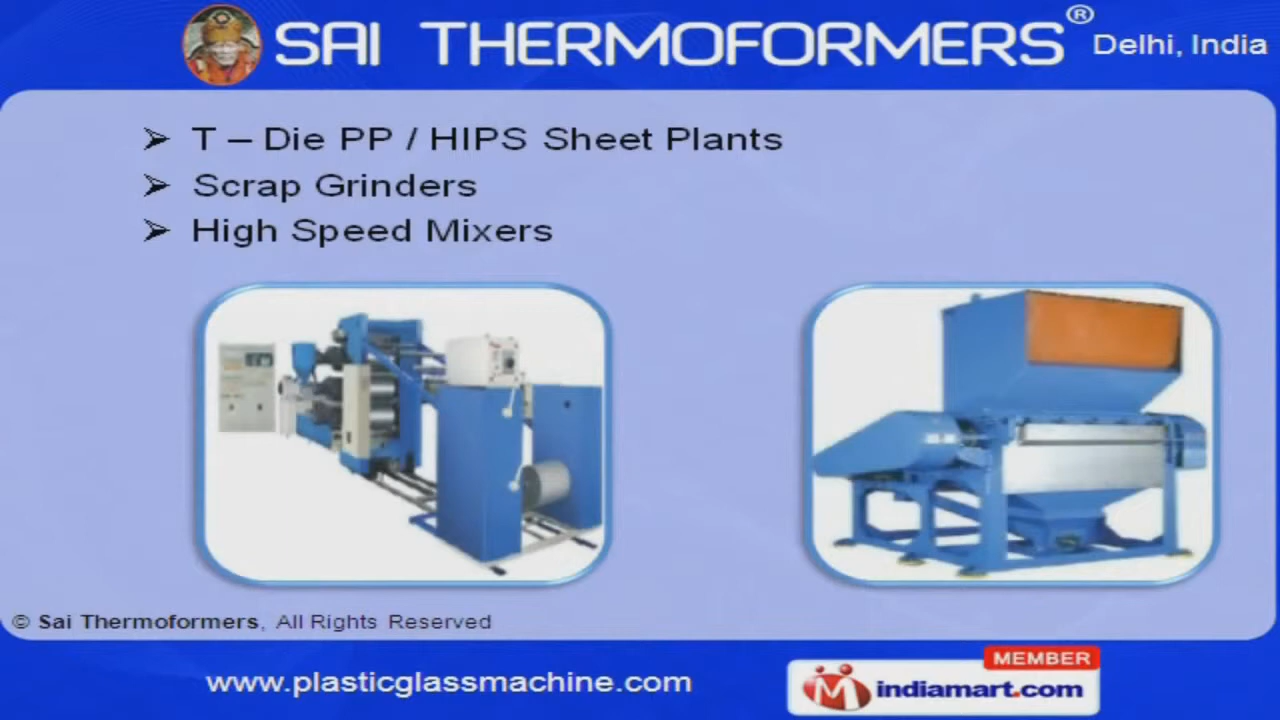 SAI THERMOFORMERS®
Delhi, India
➢ T – Die PP / HIPS Sheet Plants
➢ Scrap Grinders
➢ High Speed Mixers
© Sai Thermoformers, All Rights Reserved
www.plasticglassmachine.com
MEMBER
indiamart.com